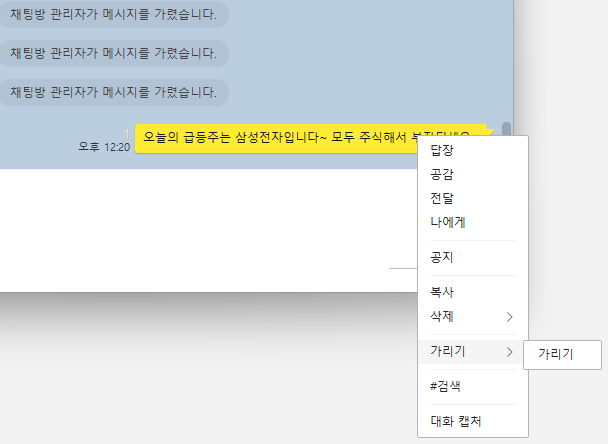 채팅방 관리자가 메시지를 가렸습니다.
채팅방 관리자가 메시지를 가렸습니다.
채팅방 관리자가 메시지를 가렸습니다.
1
오후 12:20
오늘의 급등주는 삼성전자입니다~ 모두 주식해서
답장
공감
전달
나에게
공지
복사
삭제
가리기
가리기
#검색
대화 캡처